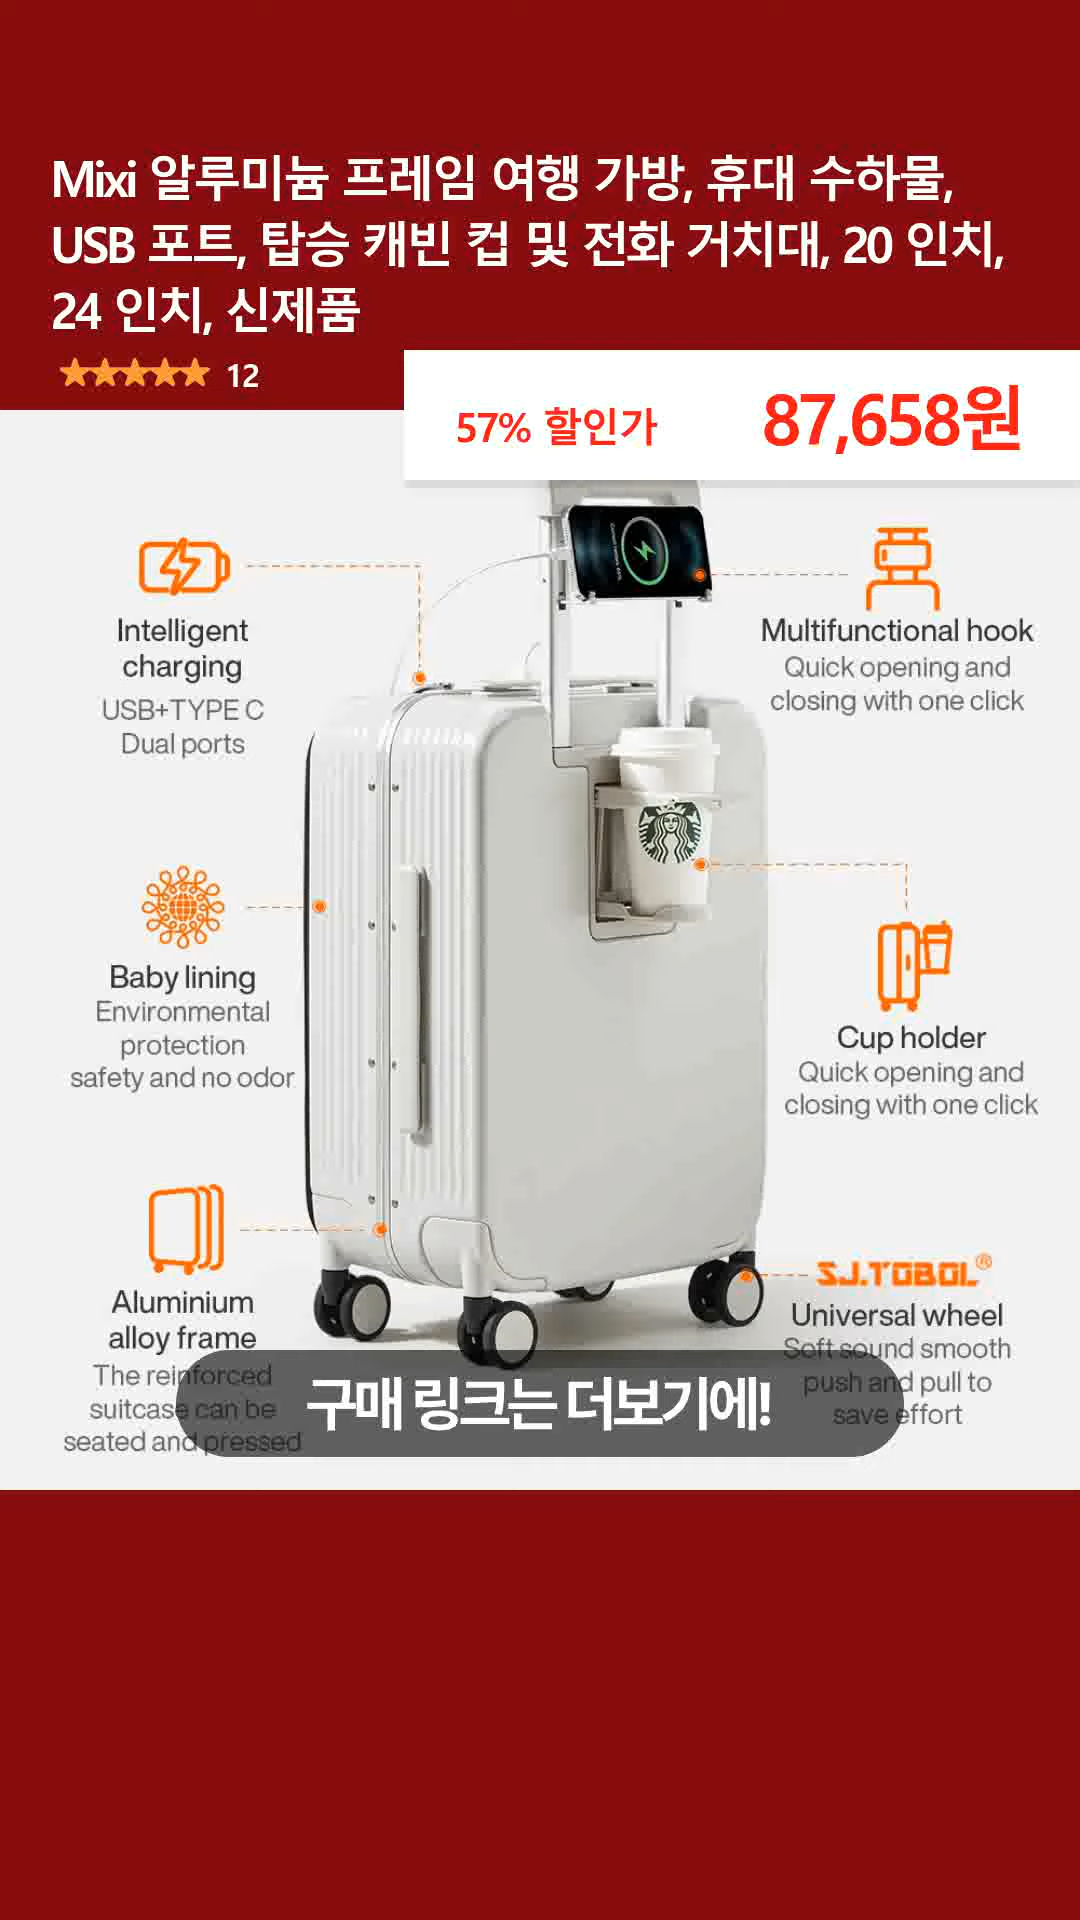 Mixi 알루미늄 프레임 여행 가방, 휴대 수하물,
USB 포트, 탑승 캐빈 컵 및 전화 거치대, 20 인치,
24 인치, 신제품
12
57% 할인가
87,658원
Intelligent
charging
USB+TYPE C
Dual ports
Multifunctional hook
Quick opening and
closing with one click
Baby lining
Environmental
protection
safety and no odor
Cup holder
Quick opening and
closing with one click
Aluminium
alloy frame
The reinforced
suitcase can be
seated and pressed
SJ.TOBOL®
Universal wheel
Soft sound smooth
push and pull to
save effort
구매 링크는 더보기에!